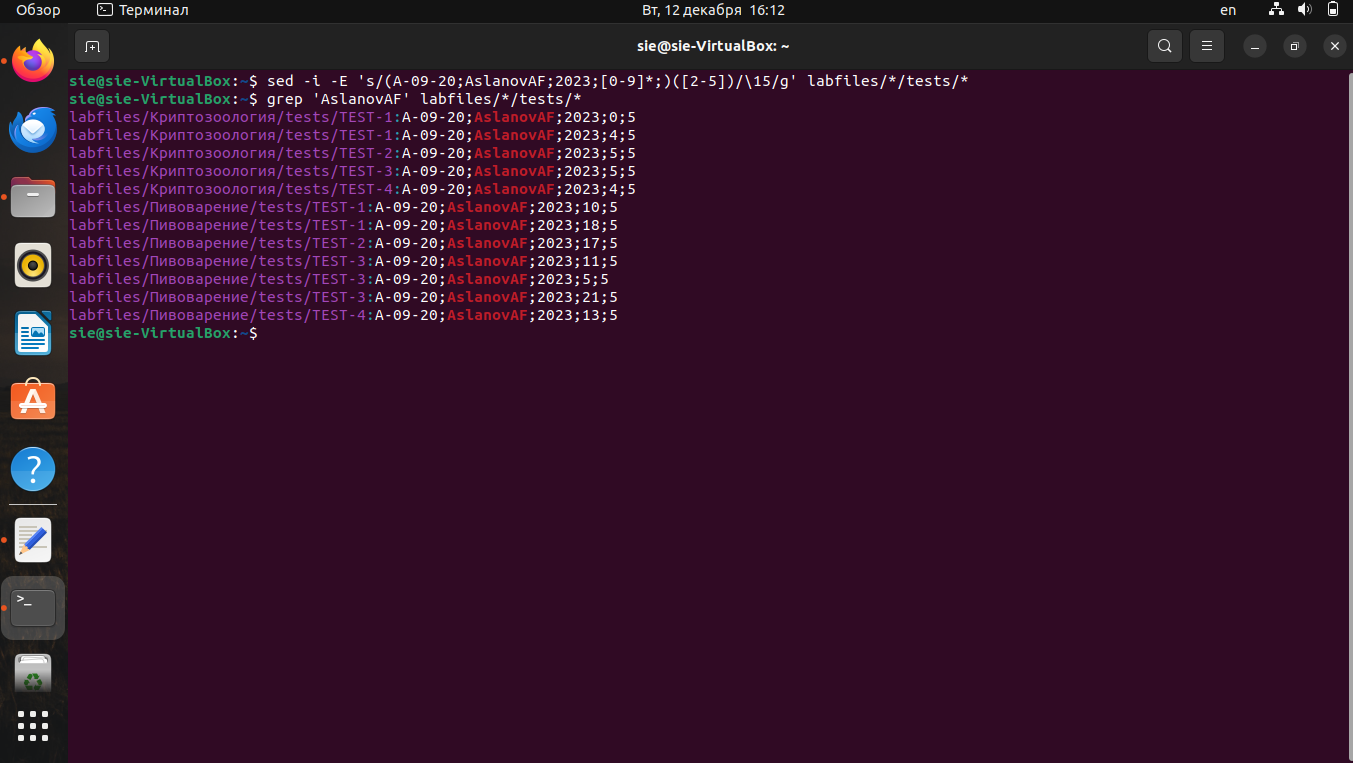 Обзор Терминал Вт, 12 декабря 16:12 en
sie@sie-VirtualBox: ~
sie@sie-VirtualBox:~$ sed -i -E 's/(A-09-20;AslanovAF;2023;[0-9]*;)([2-5])/\15/g' labfiles/*/tests/*
sie@sie-VirtualBox:~$ grep 'AslanovAF' labfiles/*/tests/*
labfiles/Криптозоология/tests/TEST-1:A-09-20;AslanovAF;2023;0;5
labfiles/Криптозоология/tests/TEST-1:A-09-20;AslanovAF;2023;4;5
labfiles/Криптозоология/tests/TEST-2:A-09-20;AslanovAF;2023;5;5
labfiles/Криптозоология/tests/TEST-3:A-09-20;AslanovAF;2023;5;5
labfiles/Криптозоология/tests/TEST-4:A-09-20;AslanovAF;2023;4;5
labfiles/Пивоварение/tests/TEST-1:A-09-20;AslanovAF;2023;10;5
labfiles/Пивоварение/tests/TEST-1:A-09-20;AslanovAF;2023;18;5
labfiles/Пивоварение/tests/TEST-2:A-09-20;AslanovAF;2023;17;5
labfiles/Пивоварение/tests/TEST-3:A-09-20;AslanovAF;2023;11;5
labfiles/Пивоварение/tests/TEST-3:A-09-20;AslanovAF;2023;5;5
labfiles/Пивоварение/tests/TEST-3:A-09-20;AslanovAF;2023;21;5
labfiles/Пивоварение/tests/TEST-4:A-09-20;AslanovAF;2023;13;5
sie@sie-VirtualBox:~$